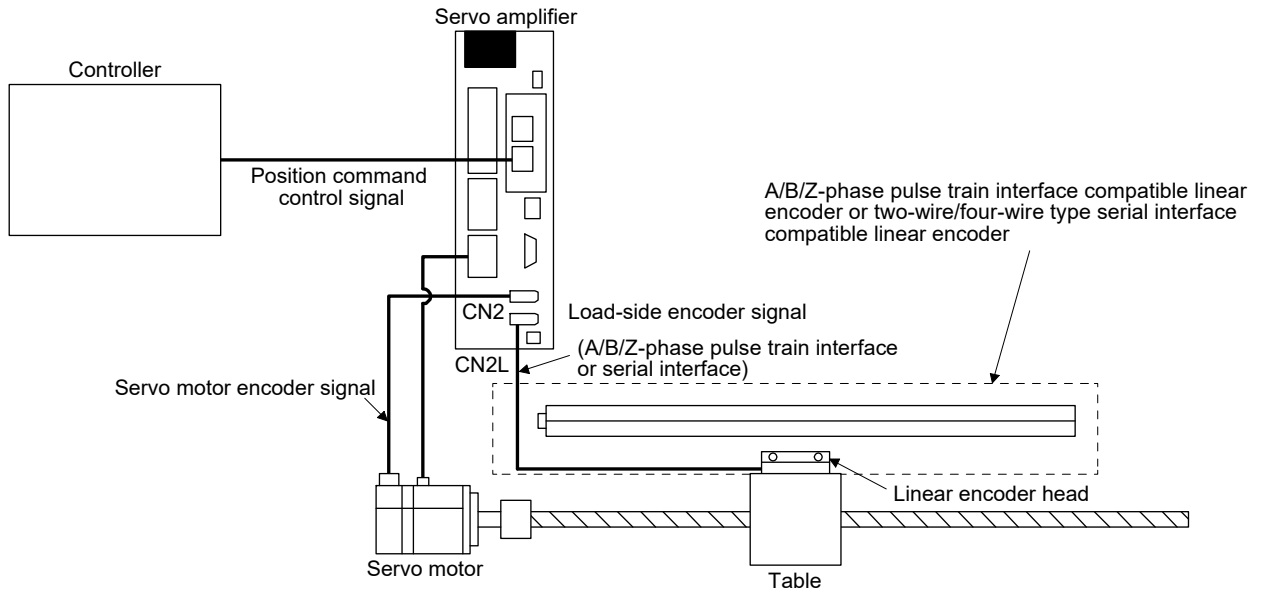 Servo amplifier
Controller
Position command
control signal
A/B/Z-phase pulse train interface compatible linear
encoder or two-wire/four-wire type serial interface
compatible linear encoder
CN2
Load-side encoder signal
(A/B/Z-phase pulse train interface
or serial interface)
CN2L
Servo motor encoder signal
Linear encoder head
Servo motor
Table